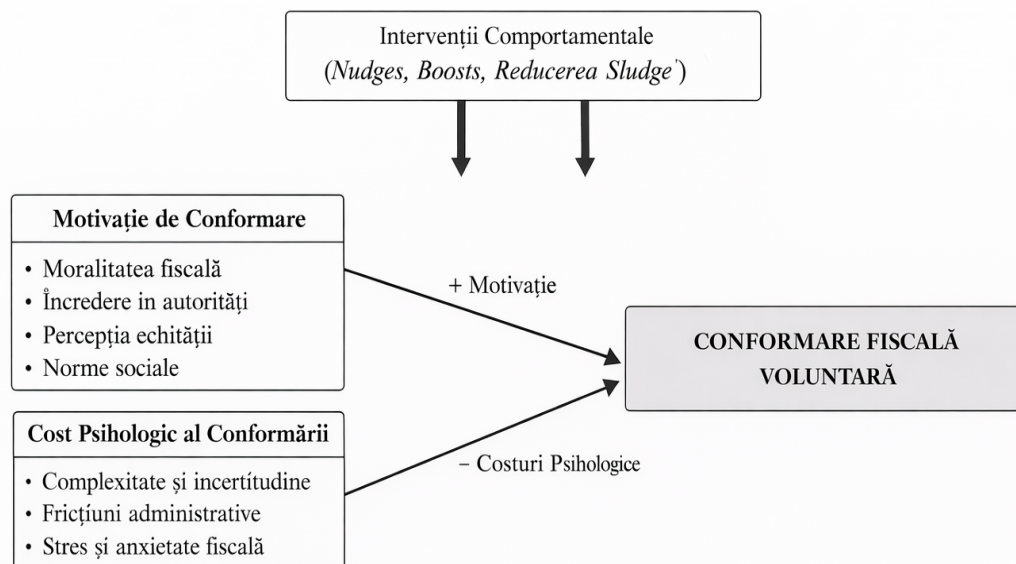 Intervenții Comportamentale
(Nudges, Boosts, Reducerea Sludge')
Motivație de Conformare
• Moralitatea fiscală
• Încredere in autorități
• Percepția echității
• Norme sociale
+ Motivație
CONFORMARE FISCALĂ
VOLUNTARĂ
Cost Psihologic al Conformării
• Complexitate și incertítudine
• Fricțiuni administrative
• Stres și anxietate fiscală
– Costuri Psihologice